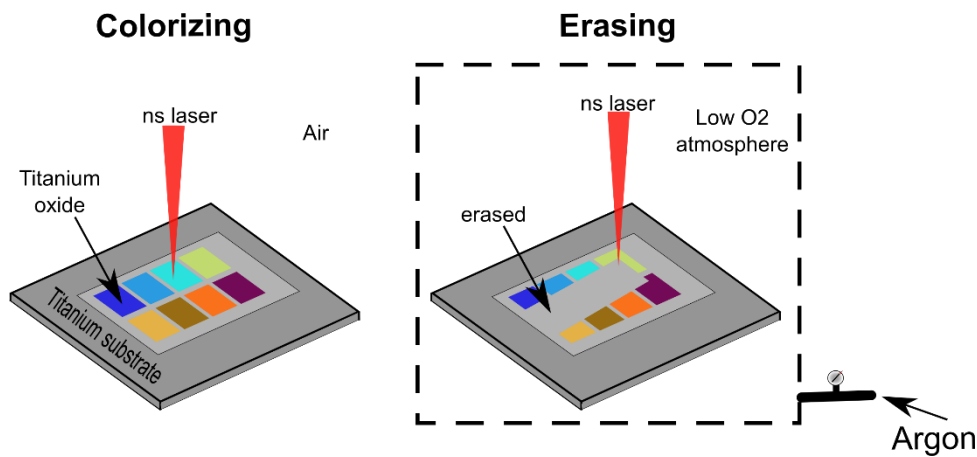 Colorizing
ns laser
Air
Titanium
oxide
Titanium substrate
Erasing
ns laser
Low O2
atmosphere
erased
Argon